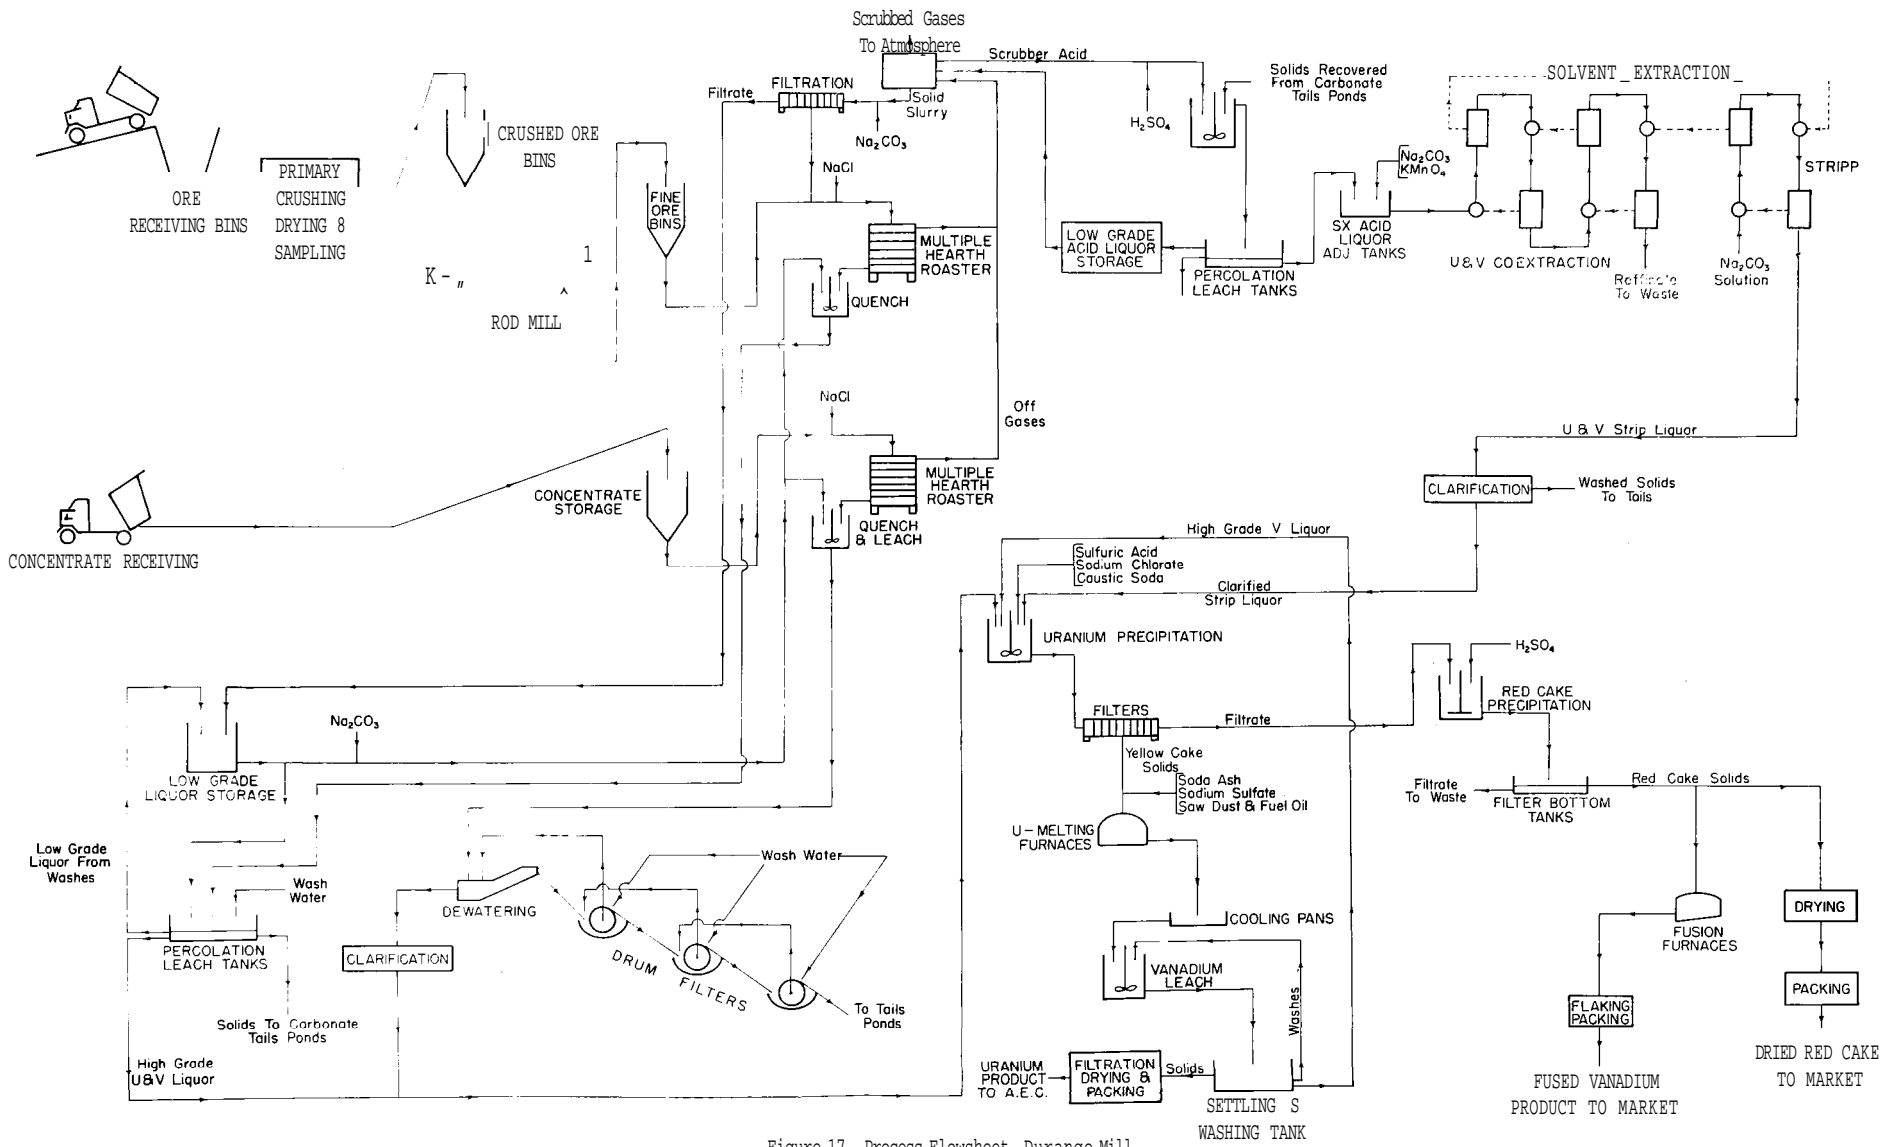 Scrubbed Gases
To Atmosphere
Scrubber Acid
Solids Recovered
From Carbonate
Tails Ponds
SOLVENT EXTRACTION
FILTRATION
Filtrate
Solid
Slurry
Na₂CO₃
H₂SO₄
CRUSHED ORE
BINS
NaCl
Na₂CO₃
KMnO₄
STRIPP
PRIMARY
CRUSHING
DRYING 8
SAMPLING
ORE
RECEIVING BINS
FINE
ORE
BINS
MULTIPLE
HEARTH
ROASTER
LOW GRADE
ACID LIQUOR
STORAGE
SX ACID
LIQUOR
ADJ TANKS
PERCOLATION
LEACH TANKS
U&V COEXTRACTION
Raffinate
To Waste
Na₂CO₃
Solution
1
K-„
^
QUENCH
ROD MILL
NaCl
Off
Gases
U & V Strip Liquor
MULTIPLE
HEARTH
ROASTER
CONCENTRATE
STORAGE
CLARIFICATION
Washed Solids
To Tails
QUENCH
& LEACH
CONCENTRATE RECEIVING
High Grade V Liquor
Sulfuric Acid
Sodium Chlorate
Caustic Soda
Clarified
Strip Liquor
URANIUM PRECIPITATION
H₂SO₄
RED CAKE
PRECIPITATION
FILTERS
Filtrate
Na₂CO₃
Yellow Cake
Solids
Soda Ash
Sodium Sulfate
Saw Dust & Fuel Oil
LOW GRADE
LIQUOR STORAGE
Filtrate
To Waste
Red Cake Solids
FILTER BOTTOM
TANKS
U-MELTING
FURNACES
Low Grade
Liquor From
Washes
Wash Water
Wash
Water
DEWATERING
COOLING PANS
DRYING
FUSION
FURNACES
PERCOLATION
LEACH TANKS
CLARIFICATION
DRUM
FILTERS
VANADIUM
LEACH
Washes
PACKING
FLAKING
PACKING
To Tails
Ponds
Solids To Carbonate
Tails Ponds
High Grade
U&V Liquor
URANIUM
PRODUCT
TO A.E.C.
FILTRATION
DRYING &
PACKING
Solids
SETTLING S
WASHING TANK
DRIED RED CAKE
TO MARKET
FUSED VANADIUM
PRODUCT TO MARKET
Figure 17. Process Flowsheet, Durango Mill